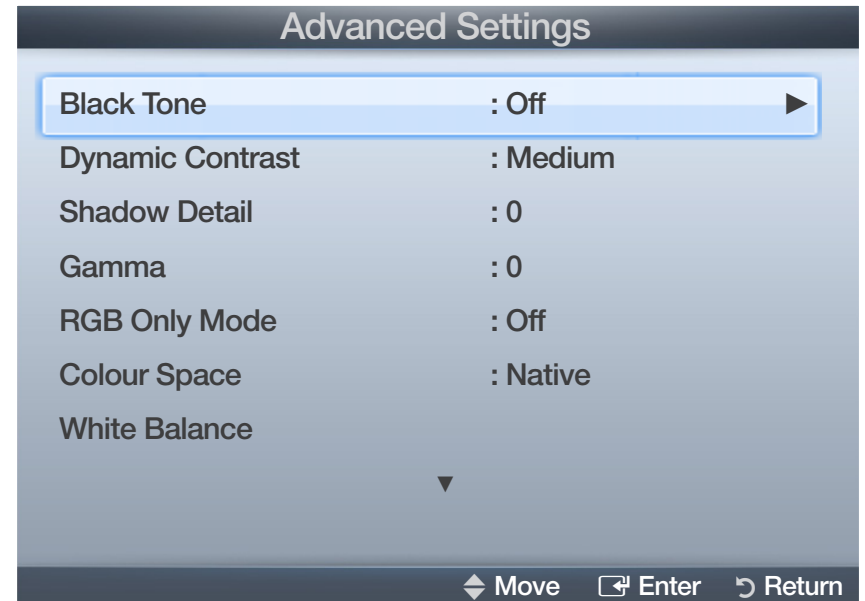 Advanced Settings
Black Tone : Off ►
Dynamic Contrast : Medium
Shadow Detail : 0
Gamma : 0
RGB Only Mode : Off
Colour Space : Native
White Balance
▼
Move Enter Return